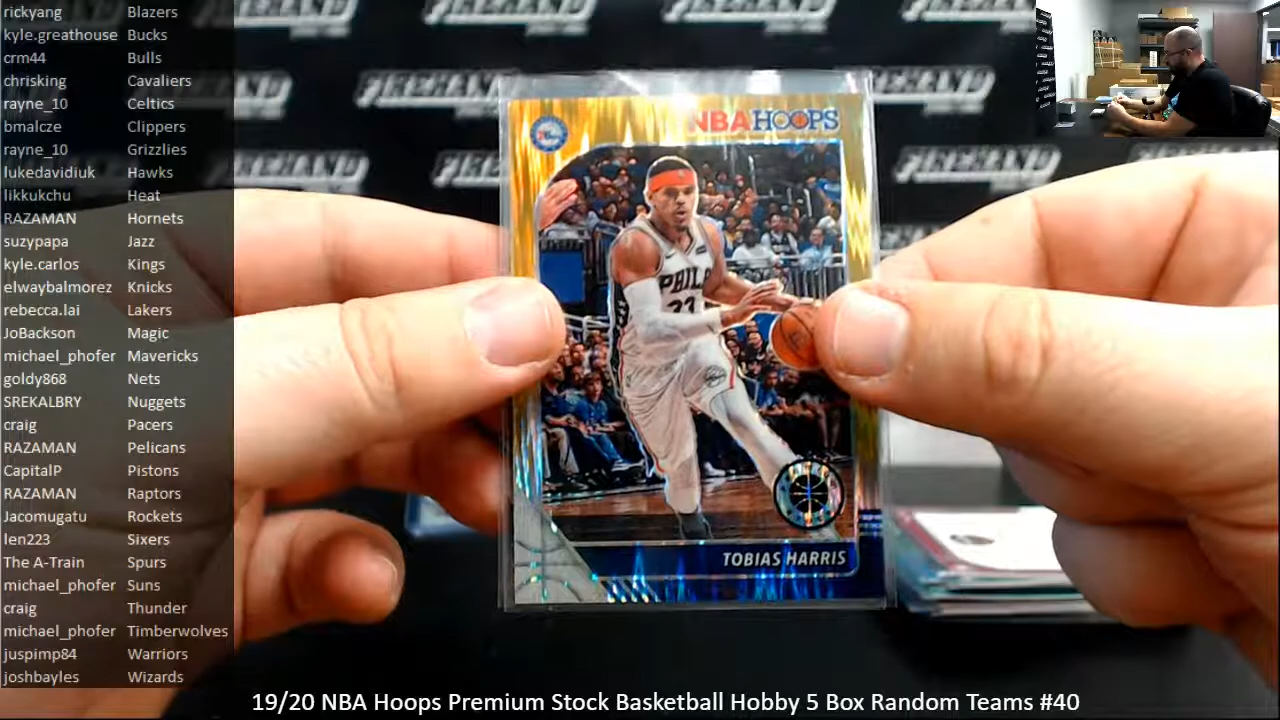 rickyang Blazers
kyle.greathouse Bucks
crm44 Bulls
chrisking Cavaliers
rayne_10 Celtics
bmalcze Clippers
rayne_10 Grizzlies
lukedavidiuk Hawks
likkukchu Heat
RAZAMAN Hornets
suzypapa Jazz
kyle.carlos Kings
elwaybalmorez Knicks
rebecca.lai Lakers
JoBackson Magic
michael_phofer Mavericks
goldy868 Nets
SREKALBRY Nuggets
craig Pacers
RAZAMAN Pelicans
CapitalP Pistons
RAZAMAN Raptors
Jacomugatu Rockets
len223 Sixers
The A-Train Spurs
michael_phofer Suns
craig Thunder
michael_phofer Timberwolves
juspimp84 Warriors
joshbayles Wizards
FIREHAND
NBA HOOPS
PHILA
33
TOBIAS HARRIS
19/20 NBA Hoops Premium Stock Basketball Hobby 5 Box Random Teams #40